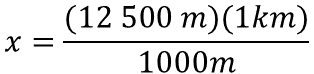 x = (12 500 m)(1km) / 1000m